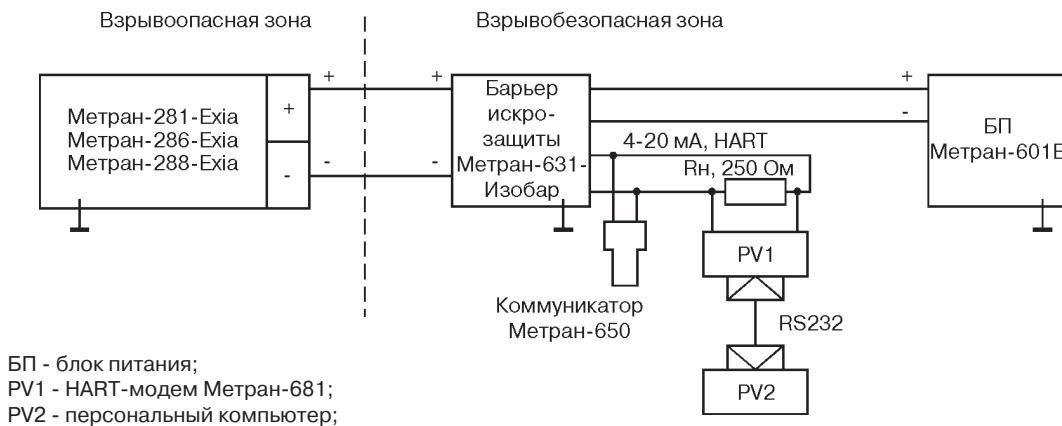 Взрывоопасная зона
Взрывобезопасная зона
+
+
+
Метран-281-Exia
Метран-286-Exia
Метран-288-Exia
+
-
-
-
Барьер
искро-
защиты
Метран-631-
Изобар
-
4-20 мА, HART
Rн, 250 Ом
БП
Метран-601Е
PV1
Коммуникатор
Метран-650
RS232
PV2
БП - блок питания;
PV1 - HART-модем Метран-681;
PV2 - персональный компьютер;